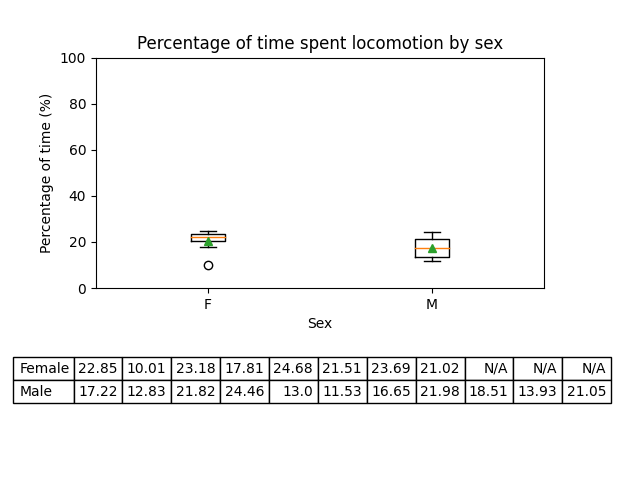 Percentage of time spent locomotion by sex
100
80
60
40
20
0
Percentage of time (%)
F M
Sex
Female 22.85 10.01 23.18 17.81 24.68 21.51 23.69 21.02 N/A N/A N/A
Male 17.22 12.83 21.82 24.46 13.0 11.53 16.65 21.98 18.51 13.93 21.05